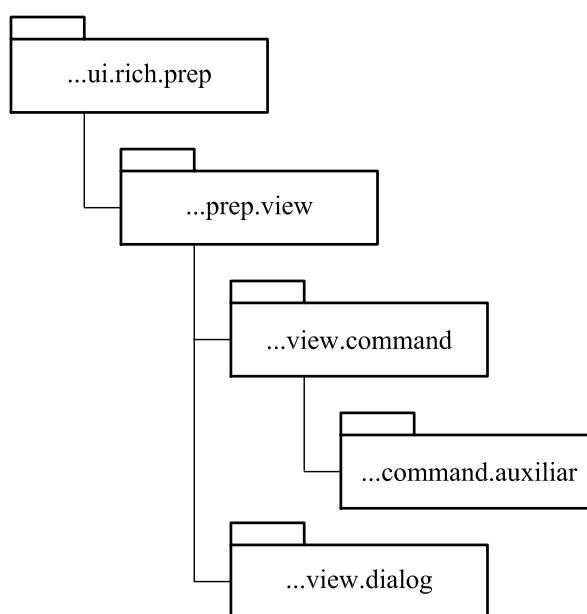 ...ui.rich.prep
...prep.view
...view.command
...command.auxiliar
...view.dialog